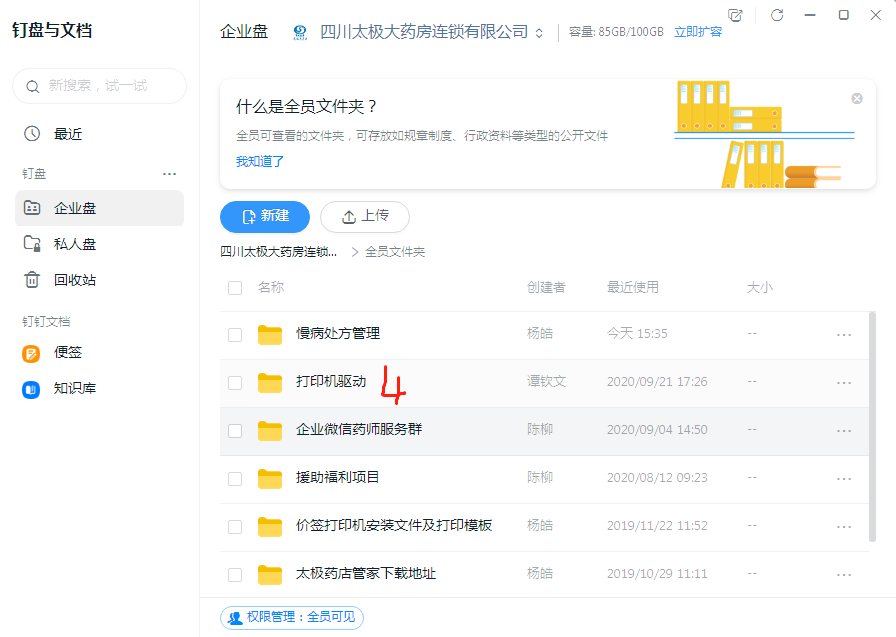 钉盘与文档
新搜索，试一试
最近
钉盘
企业盘
私人盘
回收站
钉钉文档
便签
知识库
企业盘 四川太极大药房连锁有限公司 容量: 85GB/100GB 立即扩容
什么是全员文件夹？
全员可查看的文件夹，可存放如规章制度、行政资料等类型的公开文件
我知道了
新建 上传
四川太极大药房连锁... > 全员文件夹
名称 创建者 最近使用 大小
慢病处方管理 杨皓 今天 15:35 -- ...
打印机驱动 4 谭钦文 2020/09/21 17:26 -- ...
企业微信药师服务群 陈柳 2020/09/04 14:50 -- ...
援助福利项目 陈柳 2020/08/12 09:23 -- ...
价签打印机安装文件及打印模板 杨皓 2019/11/22 11:52 -- ...
太极药店管家下载地址 杨皓 2019/10/29 11:11 -- ...
权限管理：全员可见